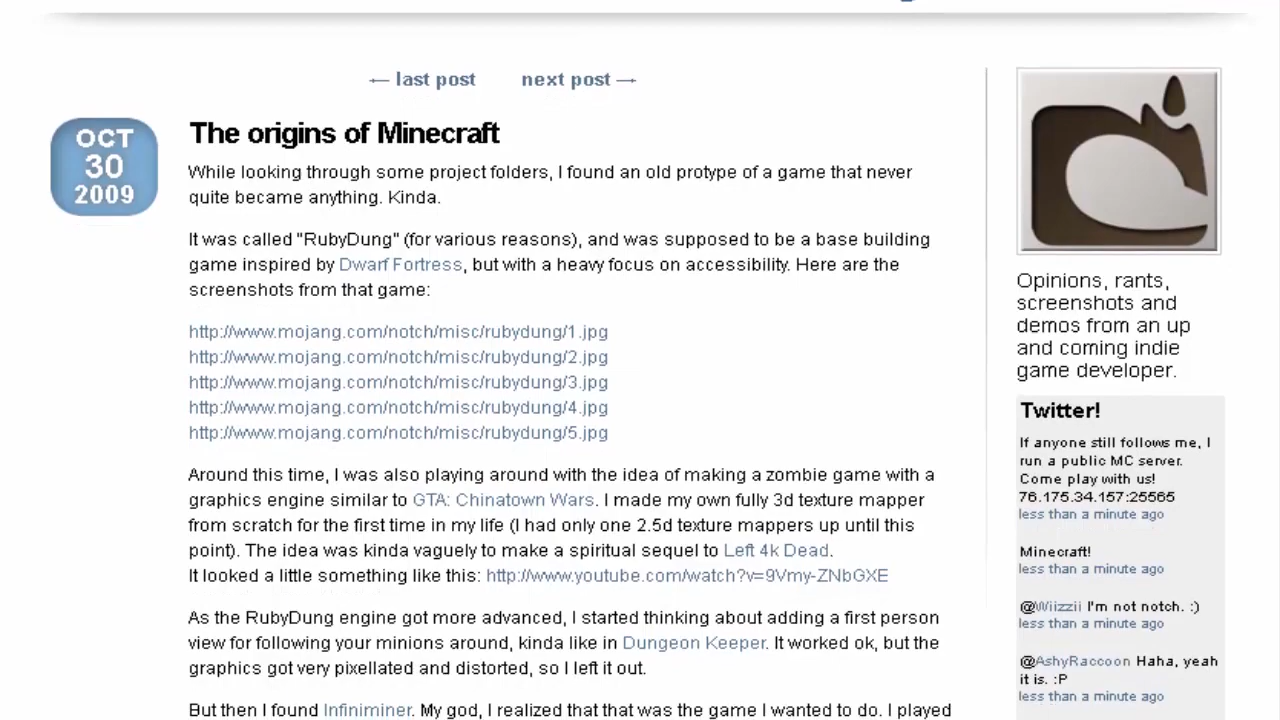 ← last post next post →
OCT
30
2009
The origins of Minecraft
While looking through some project folders, I found an old protype of a game that never
quite became anything. Kinda.
It was called "RubyDung" (for various reasons), and was supposed to be a base building
game inspired by Dwarf Fortress, but with a heavy focus on accessibility. Here are the
screenshots from that game:
http://www.mojang.com/notch/misc/rubydung/1.jpg
http://www.mojang.com/notch/misc/rubydung/2.jpg
http://www.mojang.com/notch/misc/rubydung/3.jpg
http://www.mojang.com/notch/misc/rubydung/4.jpg
http://www.mojang.com/notch/misc/rubydung/5.jpg
Around this time, I was also playing around with the idea of making a zombie game with a
graphics engine similar to GTA: Chinatown Wars. I made my own fully 3d texture mapper
from scratch for the first time in my life (I had only one 2.5d texture mappers up until this
point). The idea was kinda vaguely to make a spiritual sequel to Left 4k Dead.
It looked a little something like this: http://www.youtube.com/watch?v=9Vmy-ZNbGXE
As the RubyDung engine got more advanced, I started thinking about adding a first person
view for following your minions around, kinda like in Dungeon Keeper. It worked ok, but the
graphics got very pixellated and distorted, so I left it out.
But then I found Infiniminer. My god, I realized that that was the game I wanted to do. I played
Opinions, rants,
screenshots and
demos from an up
and coming indie
game developer.
Twitter!
If anyone still follows me, I
run a public MC server.
Come play with us!
76.175.34.157:25565
less than a minute ago
Minecraft!
less than a minute ago
@Wiizzii I'm not notch. :)
less than a minute ago
@AshyRaccoon Haha, yeah
it is. :P
less than a minute ago